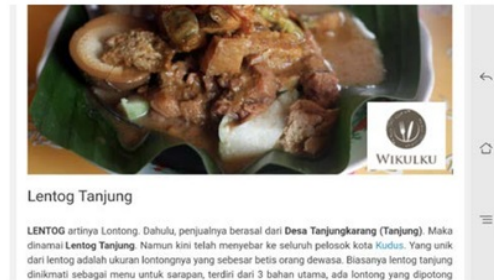 WIKULKU
Lentog Tanjung
LENTOG artinya Lontong. Dahulu, penjualnya berasal dari Desa Tanjungkarang (Tanjung). Maka
dinamai Lentog Tanjung. Namun kini telah menyebar ke seluruh pelosok kota Kudus. Yang unik
dari lentog adalah ukuran lontongnya yang sebesar betis orang dewasa. Biasanya lentog tanjung
dinikmati sebagai menu untuk sarapan, terdiri dari 3 bahan utama, ada lontong yang dipotong